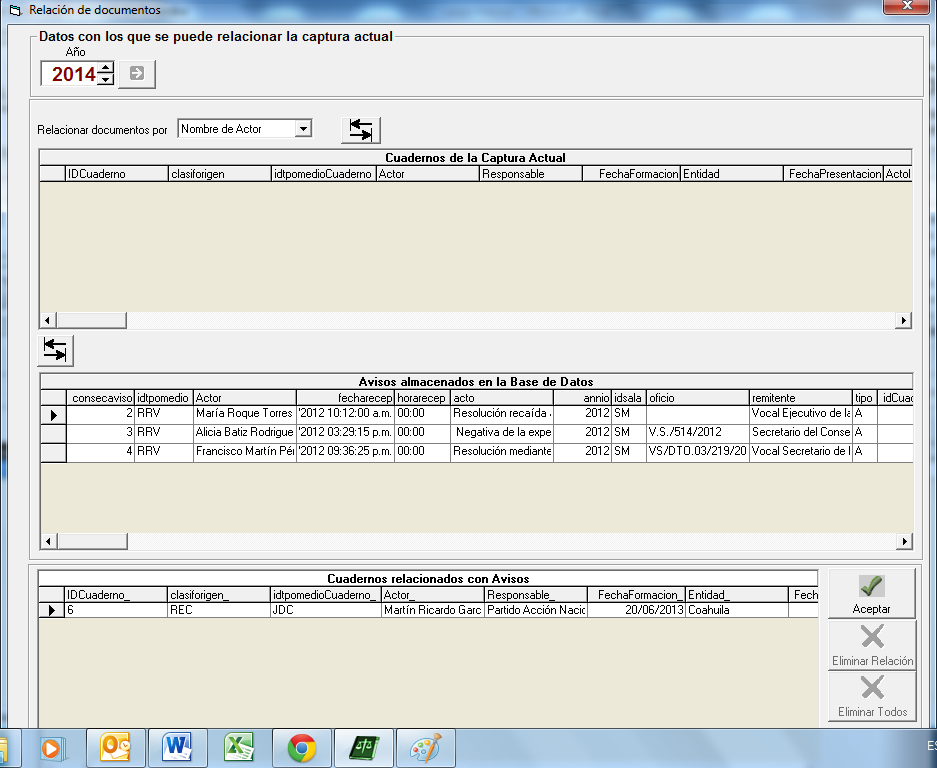 Relación de documentos
Datos con los que se puede relacionar la captura actual
Año
2014
Relacionar documentos por Nombre de Actor
Cuadernos de la Captura Actual
IDCuaderno clasiforigen idtpomedioCuaderno Actor Responsable FechaFormacion Entidad FechaPresentacion Actol
Avisos almacenados en la Base de Datos
consecaviso idtpomedio Actor fecharecep horarecep acto annio idsala oficio remitente tipo idCuad
2 RRV María Roque Torres '2012 10:12:00 a.m. 00:00 Resolución recaída 2012 SM Vocal Ejecutivo de la A
3 RRV Alicia Batiz Rodrigue '2012 03:29:15 p.m. 00:00 Negativa de la expe 2012 SM V.S./514/2012 Secretario del Conse A
4 RRV Francisco Martín Pé '2012 09:36:25 p.m. 00:00 Resolución mediante 2012 SM VS/DTO.03/219/20 Vocal Secretario de l A
Cuadernos relacionados con Avisos
IDCuaderno_ clasiforigen_ idtpomedioCuaderno_ Actor_ Responsable_ FechaFormacion_ Entidad_ Fech
6 REC JDC Martín Ricardo Garc Partido Acción Nacio 20/06/2013 Coahuila
Aceptar
Eliminar Relación
Eliminar Todos
ES